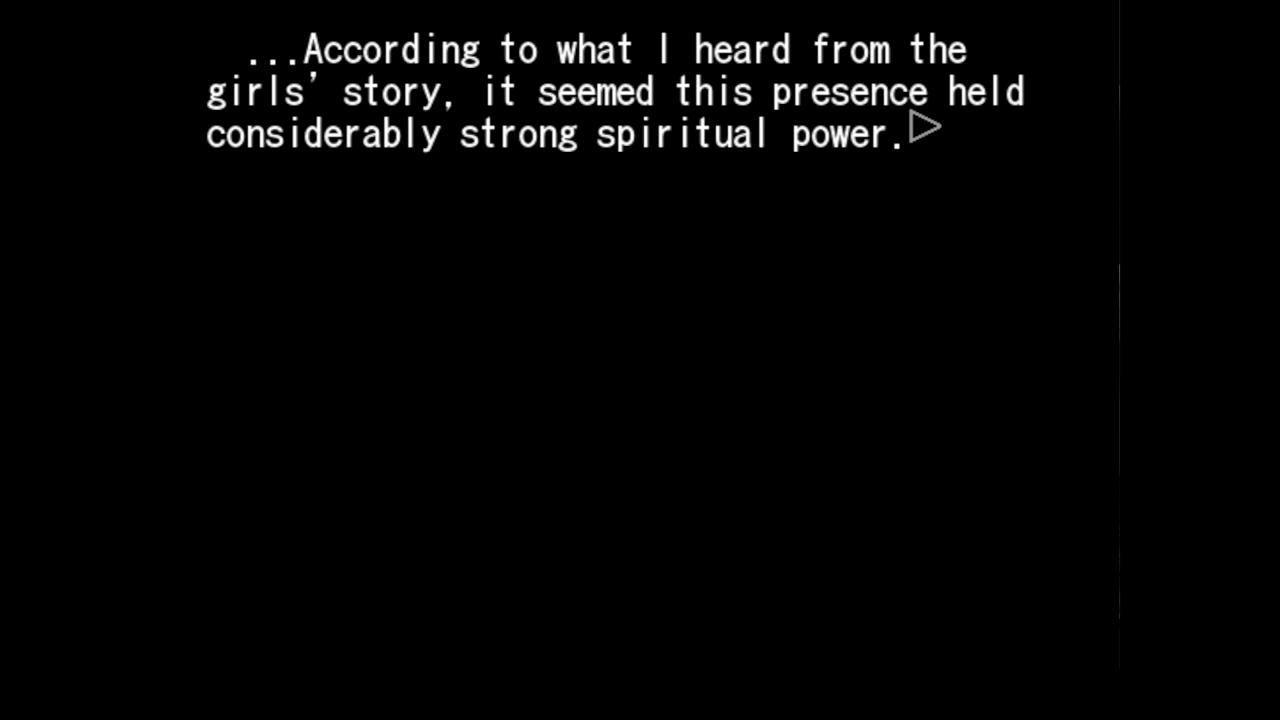 ...According to what I heard from the
girls' story, it seemed this presence held
considerably strong spiritual power.